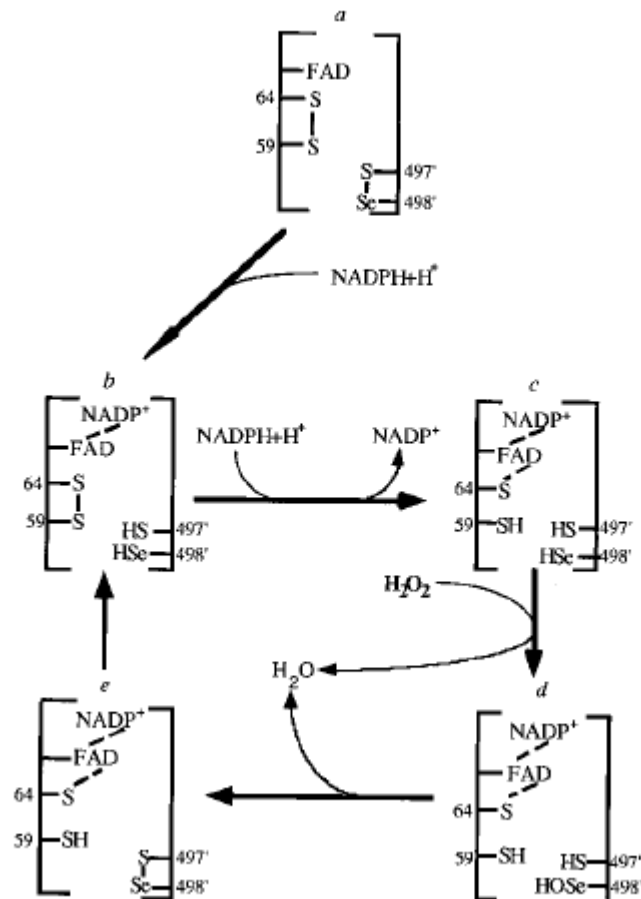 a
FAD
64 S
59 S
S 497'
Se 498'
NADPH+H⁺
b
NADP⁺
FAD
64 S
59 S
HS 497'
HSe 498'
NADPH+H⁺
NADP⁺
c
NADP⁺
FAD
64 S
59 SH
HS 497'
HSe 498'
H₂O₂
H₂O
d
NADP⁺
FAD
64 S
59 SH
HS 497'
HOSe 498'
e
NADP⁺
FAD
64 S
59 SH
S 497'
Se 498'